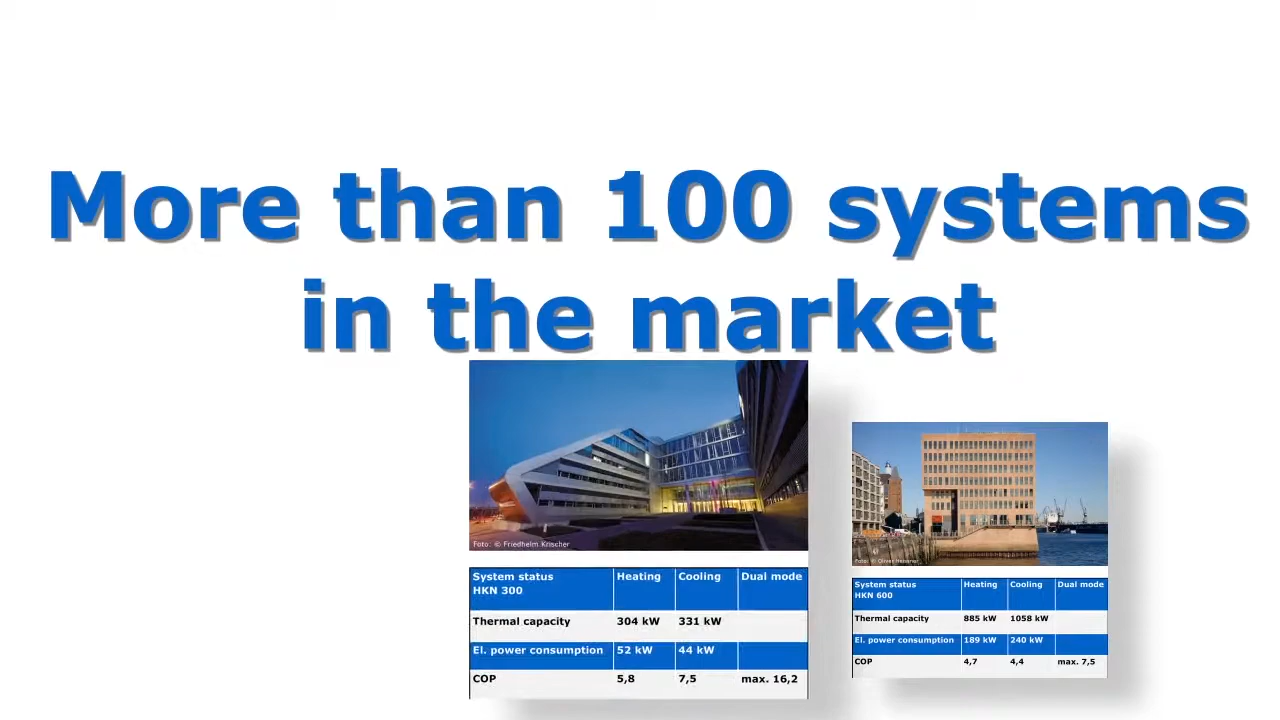 More than 100 systems
in the market
Foto: © Friedhelm Krischer
System status Heating Cooling Dual mode
HKN 300
Thermal capacity 304 kW 331 kW
El. power consumption 52 kW 44 kW
COP 5,8 7,5 max. 16,2
Foto: © Oliver Heissner
System status Heating Cooling Dual mode
HKN 600
Thermal capacity 885 kW 1058 kW
El. power consumption 189 kW 240 kW
COP 4,7 4,4 max. 7,5